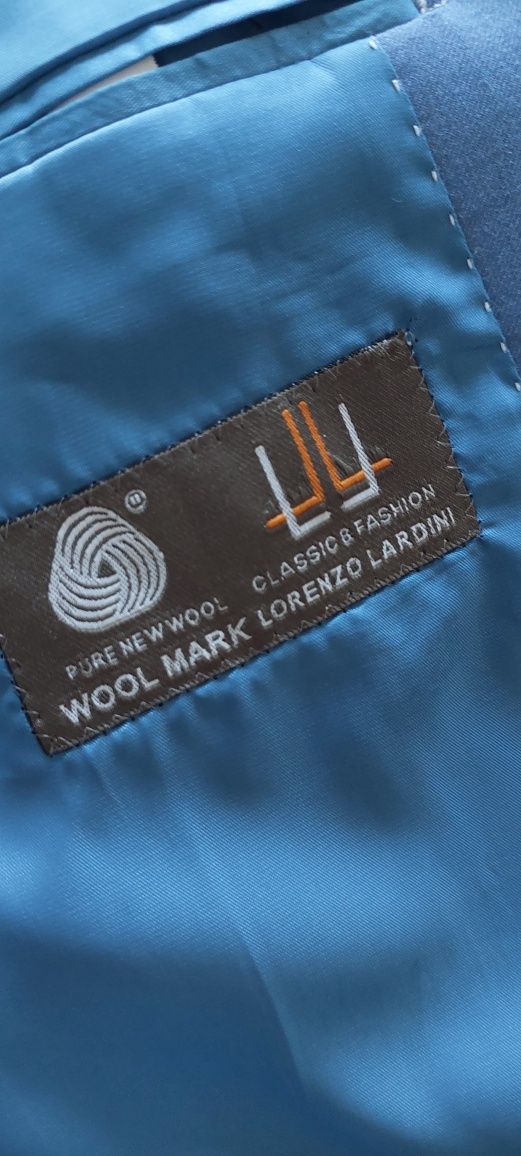 PURE NEW WOOL
WOOL MARK
CLASSIC & FASHION
LORENZO LARDINI